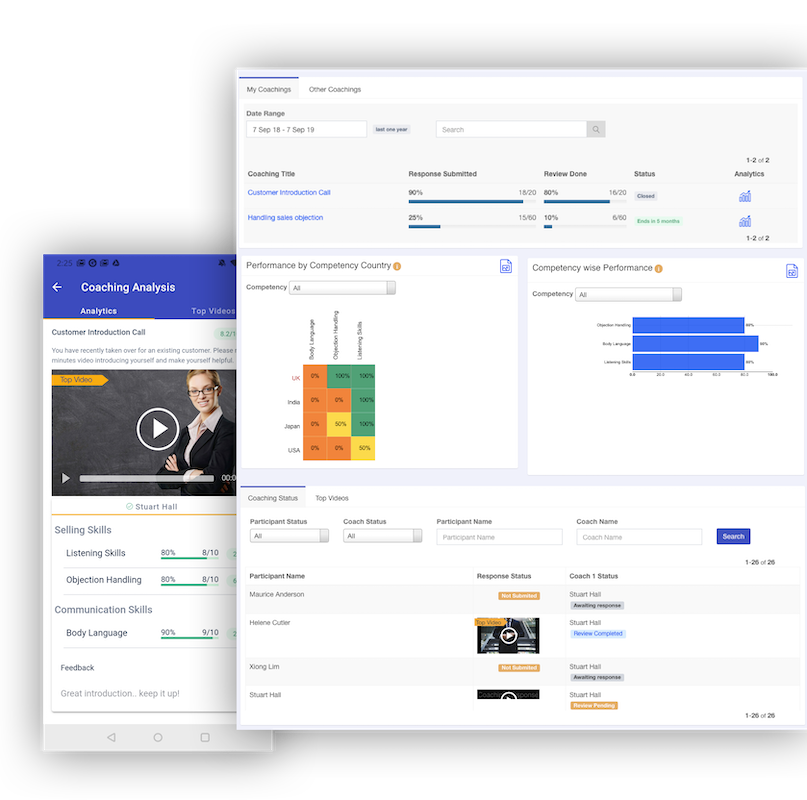 My Coachings
Other Coachings
Date Range
7 Sep 18 - 7 Sep 19
last one year
Search
1-2 of 2
Coaching Title
Response Submitted
Review Done
Status
Analytics
Customer Introduction Call
90%
18/20
80%
16/20
Closed
Handling sales objection
25%
15/60
10%
6/60
Ends in 5 months
1-2 of 2
Performance by Competency Country
Competency
All
Body Language
Objection Handling
Listening Skills
UK
0%
100%
100%
India
0%
0%
100%
Japan
0%
50%
100%
USA
0%
0%
50%
Competency wise Performance
Competency
All
Objection Handling
Body Language
Listening Skills
0.0
20.0
60.0
100.0
Coaching Status
Top Videos
Participant Status
Coach Status
Participant Name
Coach Name
All
All
Participant Name
Coach Name
Search
1-26 of 26
Participant Name
Response Status
Coach 1 Status
Maurice Anderson
Not Submited
Stuart Hall
Awaiting response
Helene Cutler
Top Video
Stuart Hall
Review Completed
Xiong Lim
Not Submited
Stuart Hall
Awaiting response
Stuart Hall
Stuart Hall
Review Pending
1-26 of 26
2:25
Coaching Analysis
Analytics
Top Videos
Customer Introduction Call
8.2/1
You have recently taken over for an existing customer. Please
minutes video introducing yourself and make yourself helpful.
Top Video
00:0
Stuart Hall
Selling Skills
Listening Skills
80%
8/10
Objection Handling
80%
8/10
Communication Skills
Body Language
90%
9/10
Feedback
Great introduction.. keep it up!